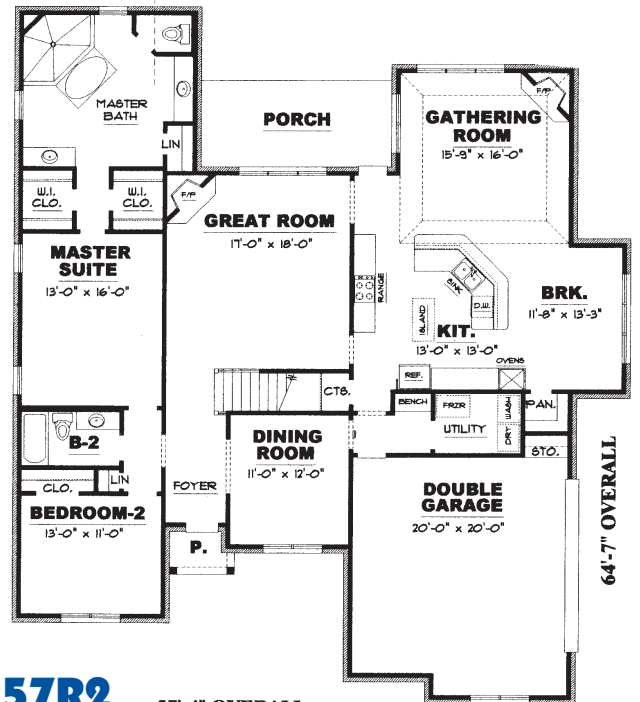 MASTER
BATH
LIN
W.I.
CLO.
W.I.
CLO.
F/P
PORCH
GATHERING
ROOM
15'-9" x 16'-0"
F/P
GREAT ROOM
17'-0" x 18'-0"
MASTER
SUITE
13'-0" x 16'-0"
RANGE
SINK
D.W.
ISLAND
KIT.
13'-0" x 13'-0"
BRK.
11'-8" x 13'-3"
OVENS
REF.
CTS.
BENCH
FRZR
WASH
DRY
UTILITY
PAN.
STO.
B-2
LIN
CLO.
BEDROOM-2
13'-0" x 11'-0"
FOYER
P.
DINING
ROOM
11'-0" x 12'-0"
DOUBLE
GARAGE
20'-0" x 20'-0"
64'-7" OVERALL
57R2
OVERALL